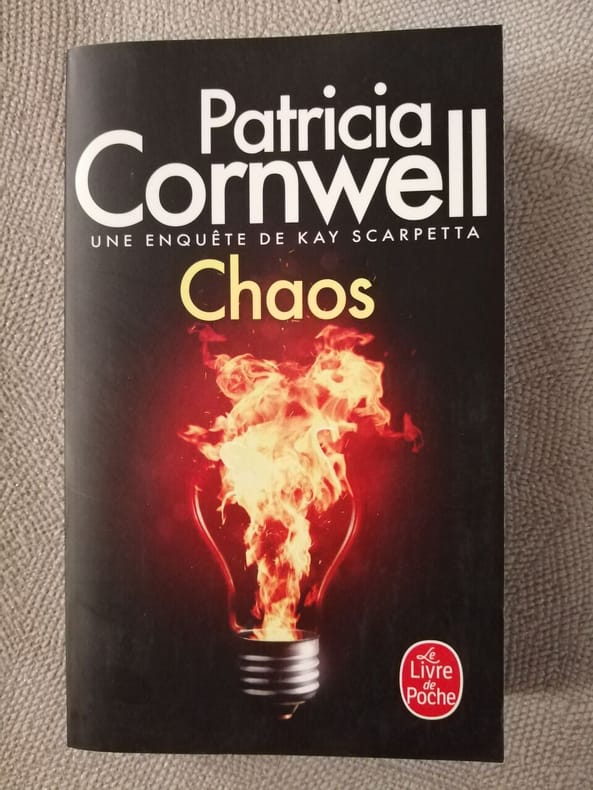 Patricia
Cornwell
UNE ENQUÊTE DE KAY SCARPETTA
Chaos
Le
Livre
de
Poche